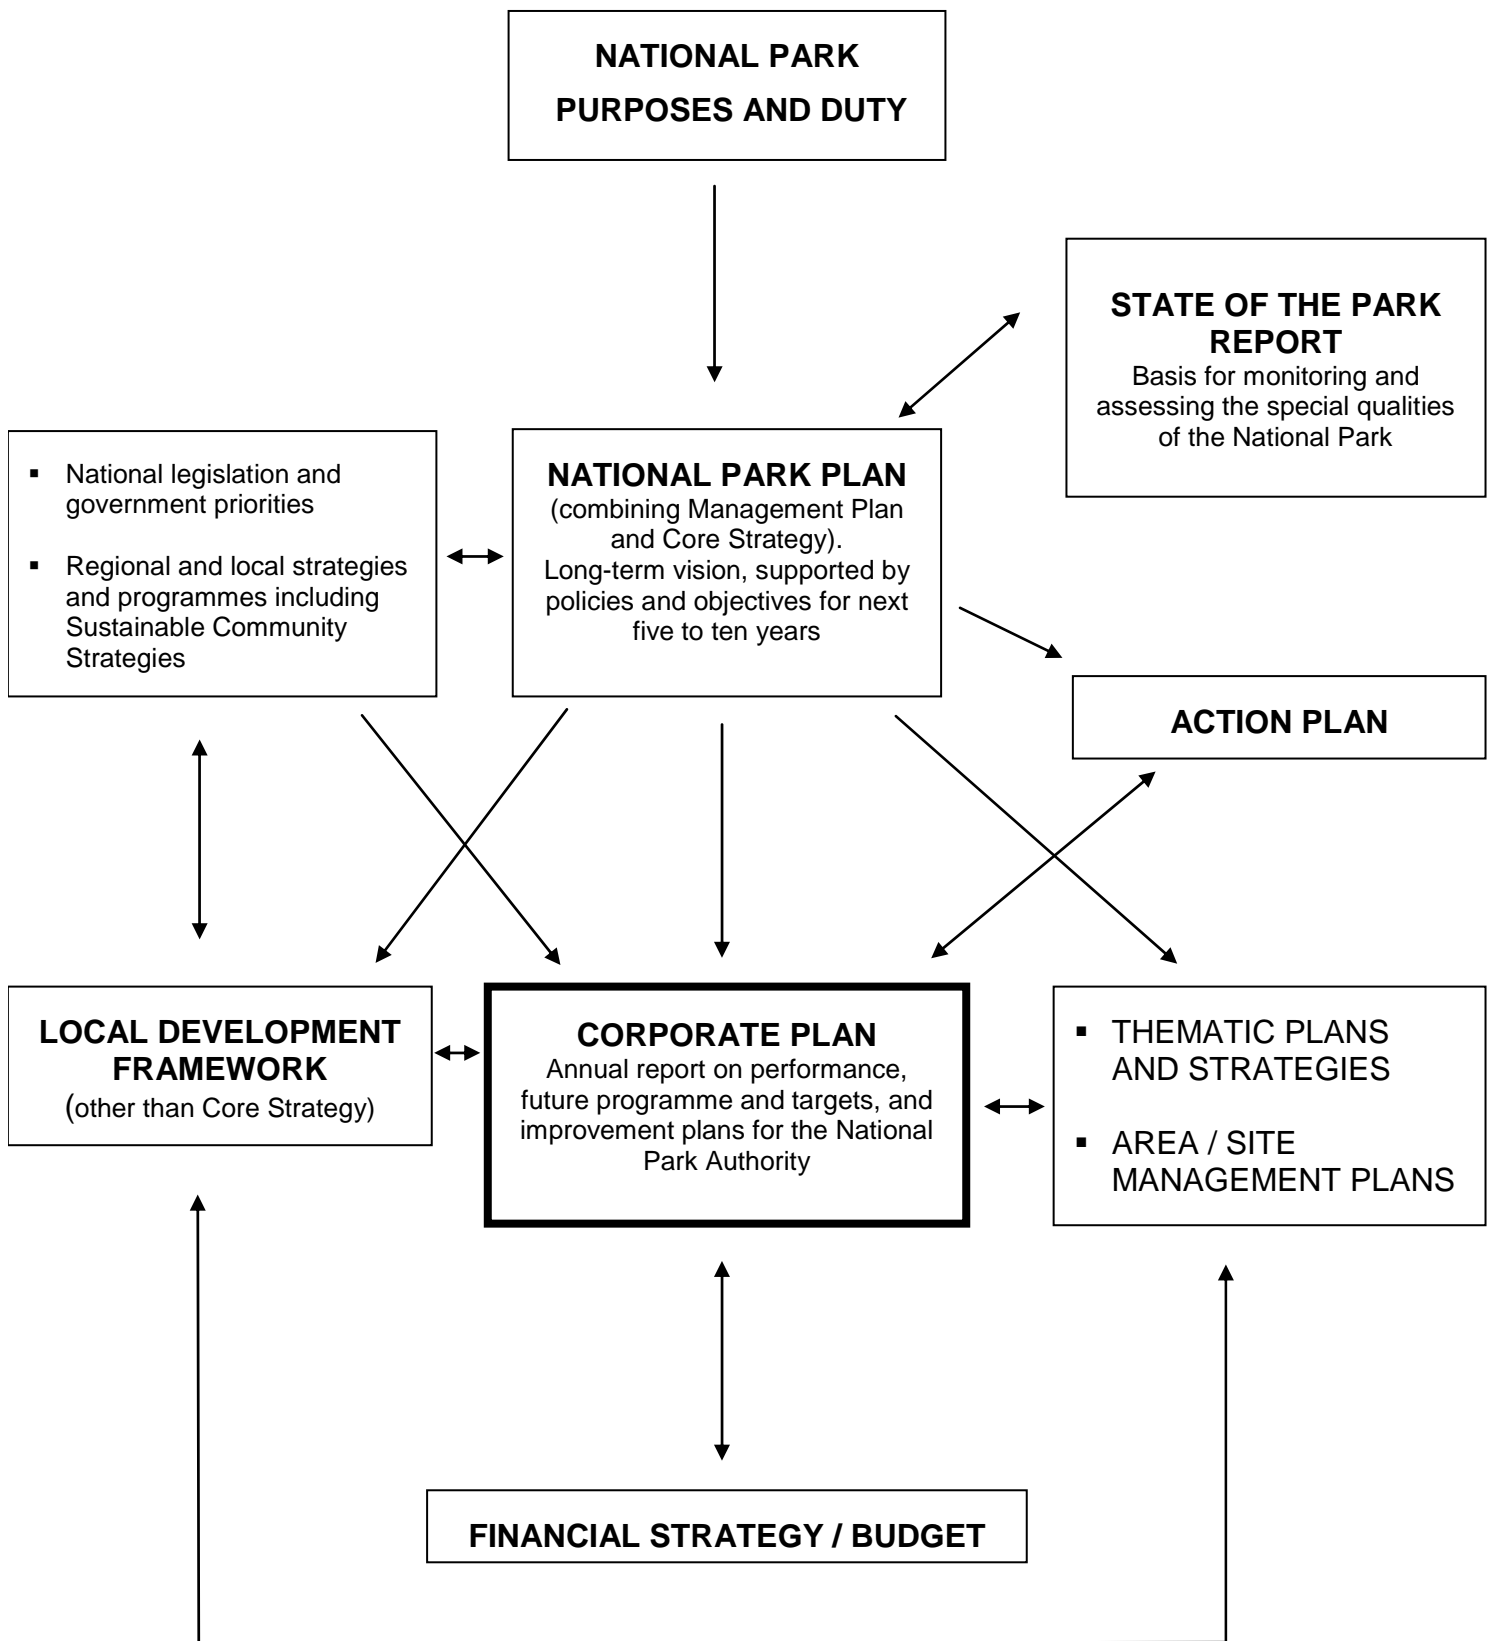 NATIONAL PARK
PURPOSES AND DUTY
STATE OF THE PARK
REPORT
Basis for monitoring and
assessing the special qualities
of the National Park
▪ National legislation and
government priorities
▪ Regional and local strategies
and programmes including
Sustainable Community
Strategies
NATIONAL PARK PLAN
(combining Management Plan
and Core Strategy).
Long-term vision, supported by
policies and objectives for next
five to ten years
ACTION PLAN
LOCAL DEVELOPMENT
FRAMEWORK
(other than Core Strategy)
CORPORATE PLAN
Annual report on performance,
future programme and targets, and
improvement plans for the National
Park Authority
▪ THEMATIC PLANS
AND STRATEGIES
▪ AREA / SITE
MANAGEMENT PLANS
FINANCIAL STRATEGY / BUDGET